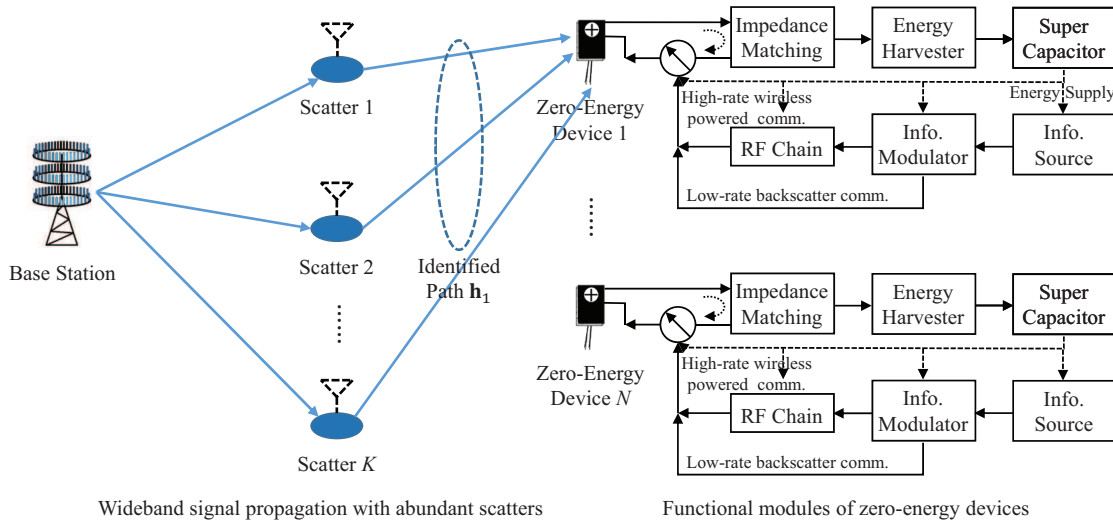 Base Station
Scatter 1
Scatter 2
Scatter K
Identified
Path h₁
Wideband signal propagation with abundant scatters
Zero-Energy
Device 1
Impedance
Matching
Energy
Harvester
Super
Capacitor
High-rate wireless
powered comm.
Energy Supply
RF Chain
Info.
Modulator
Info.
Source
Low-rate backscatter comm.
Zero-Energy
Device N
Impedance
Matching
Energy
Harvester
Super
Capacitor
High-rate wireless
powered comm.
RF Chain
Info.
Modulator
Info.
Source
Low-rate backscatter comm.
Functional modules of zero-energy devices